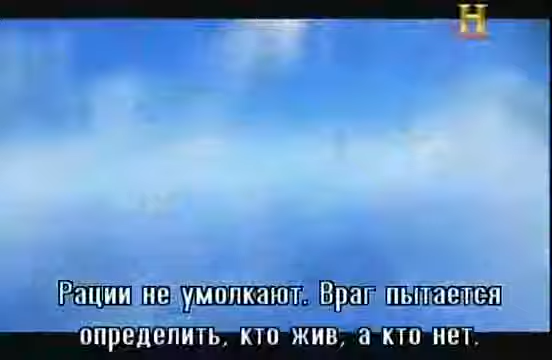 H
Рации не умолкают. Враг пытается
определить, кто жив, а кто нет.